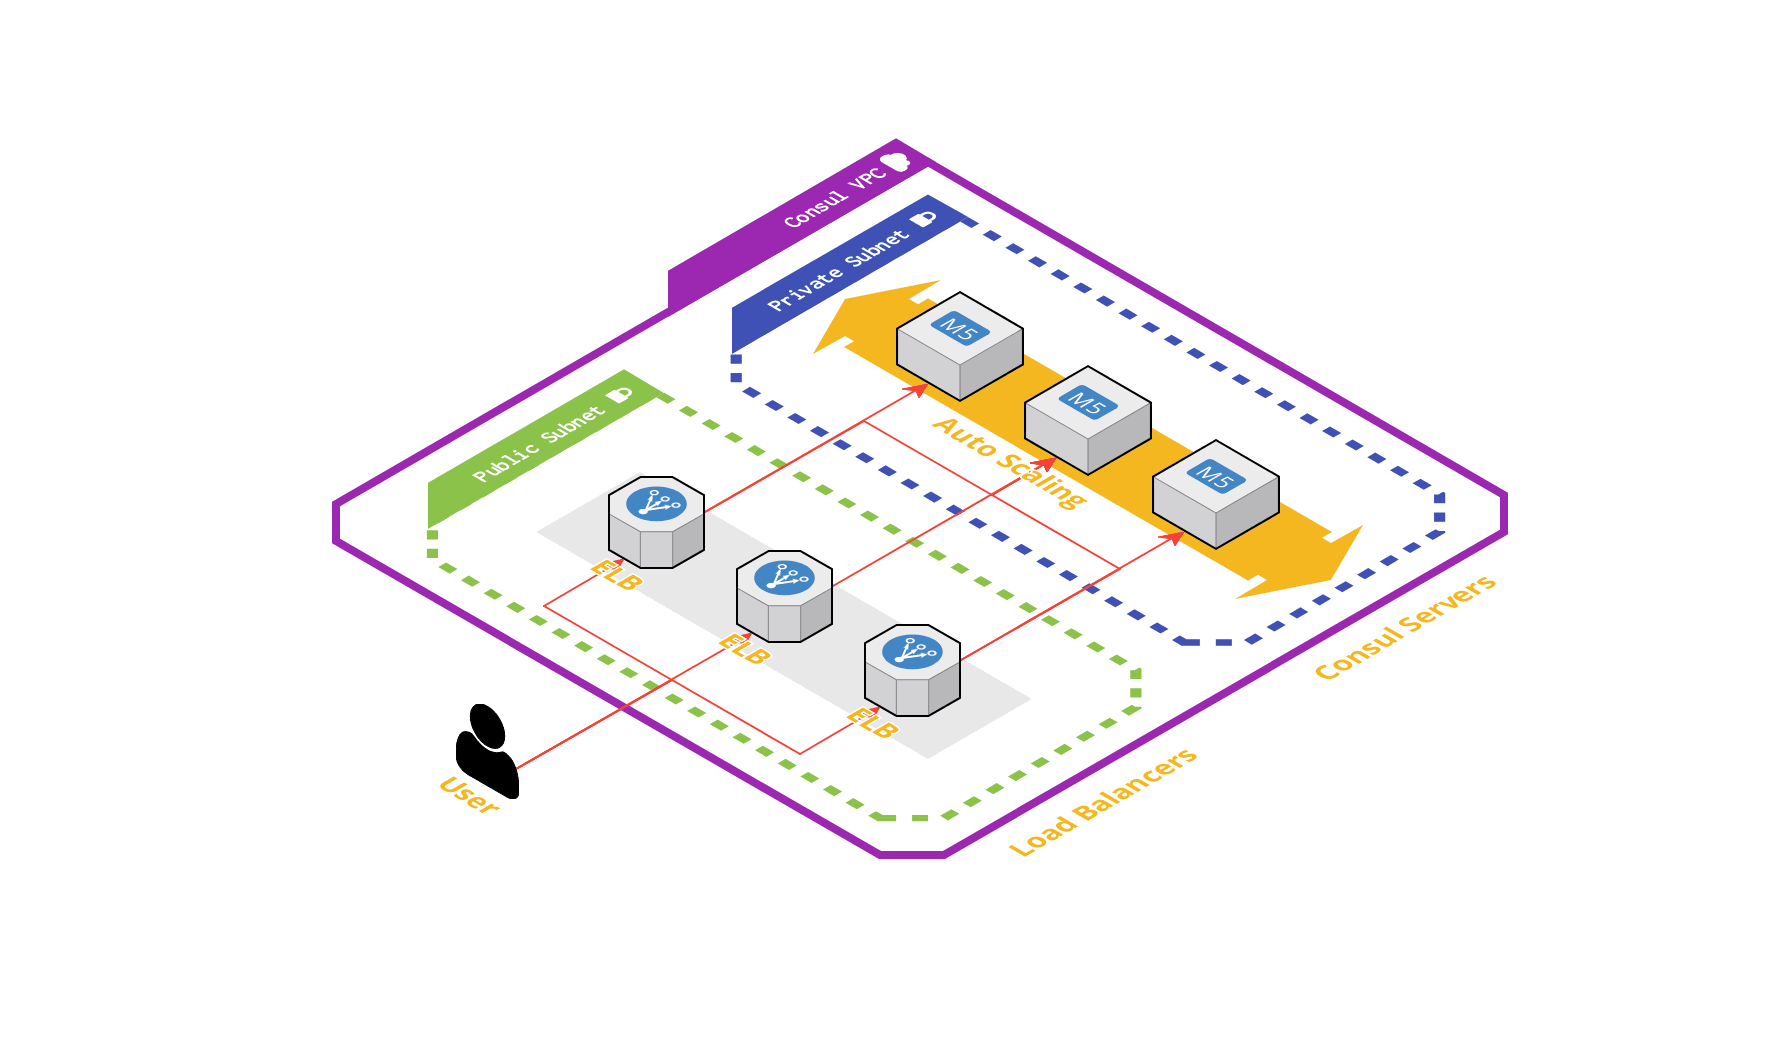 Consul VPC
Private Subnet
M5
M5
M5
Auto Scaling
Public Subnet
ELB
ELB
ELB
User
Consul Servers
Load Balancers